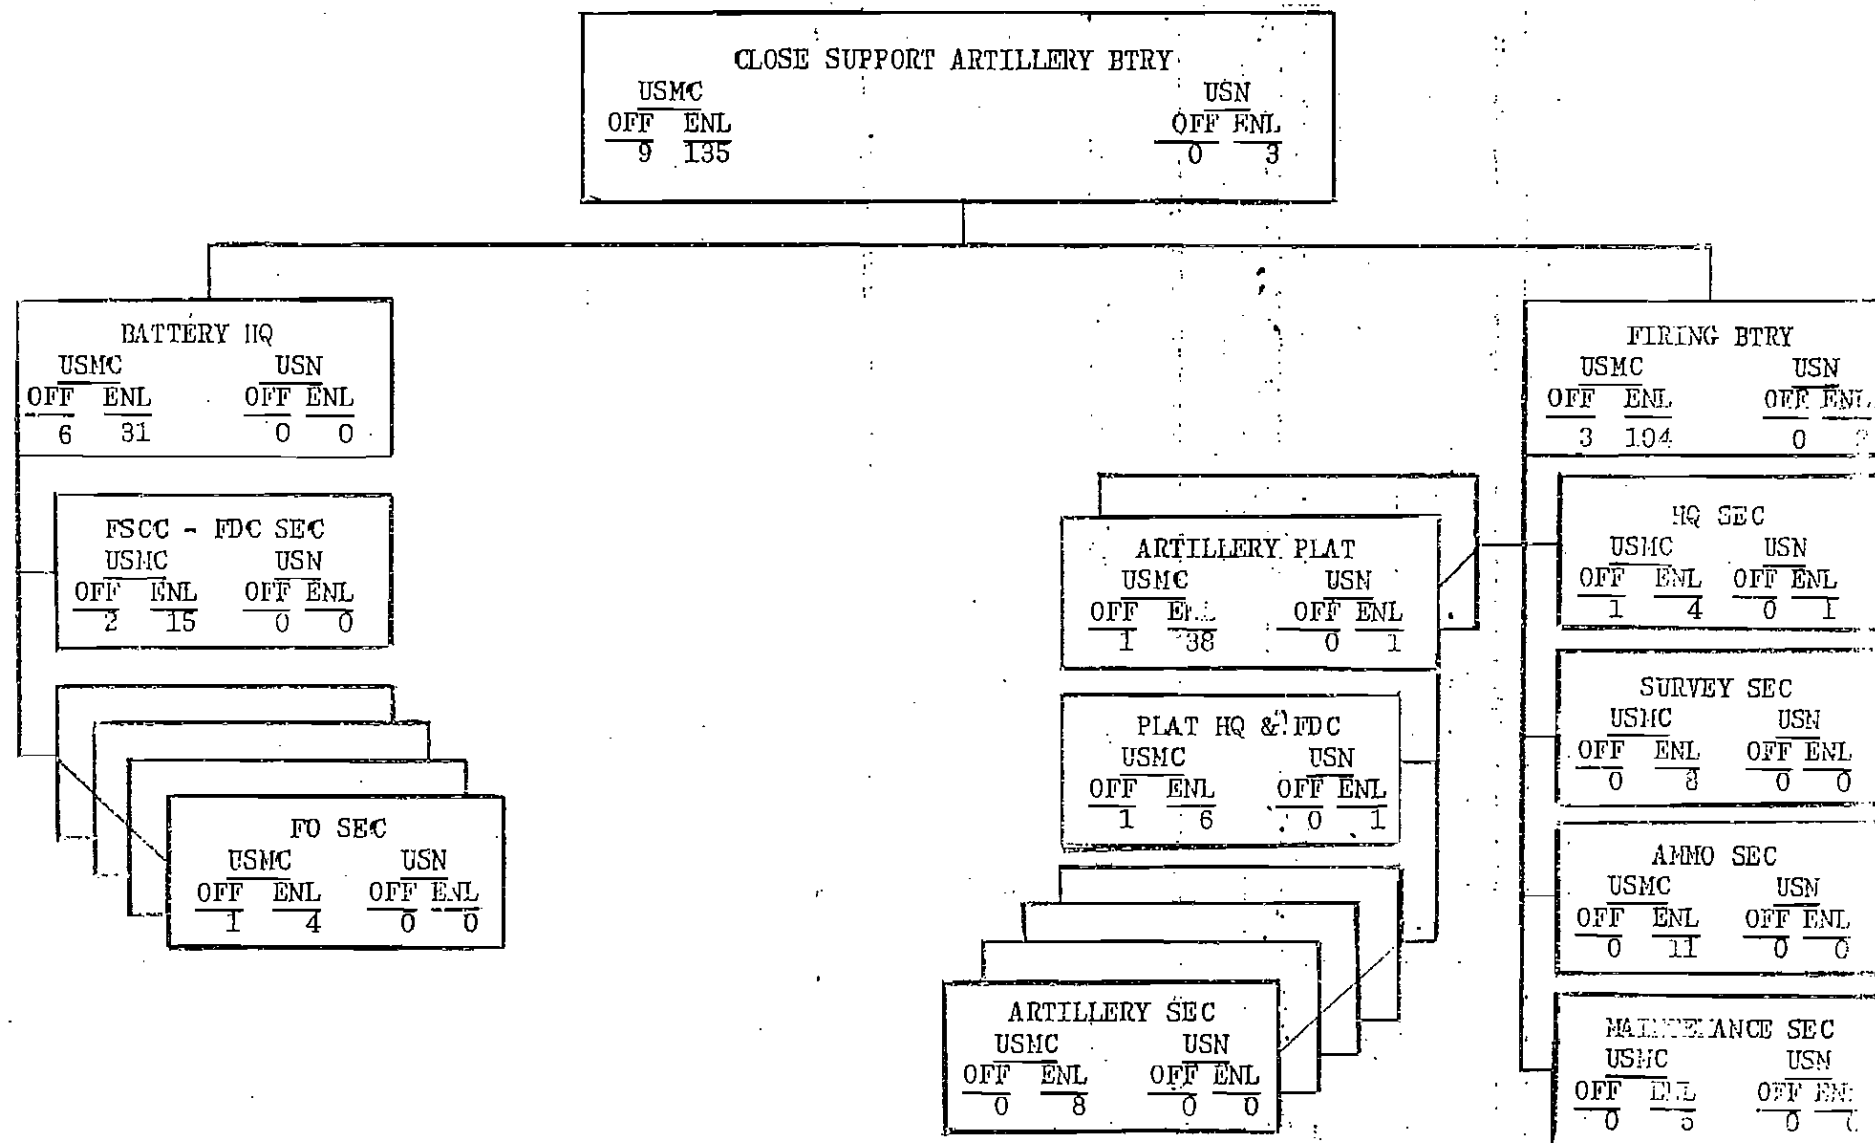 CLOSE SUPPORT ARTILLERY BTRY
USMC USN
OFF ENL OFF ENL
9 135 0 3
BATTERY HQ
USMC USN
OFF ENL OFF ENL
6 31 0 0
FSCC - FDC SEC
USMC USN
OFF ENL OFF ENL
2 15 0 0
FO SEC
USMC USN
OFF ENL OFF ENL
1 4 0 0
ARTILLERY PLAT
USMC USN
OFF ENL OFF ENL
1 38 0 1
PLAT HQ & FDC
USMC USN
OFF ENL OFF ENL
1 6 0 1
ARTILLERY SEC
USMC USN
OFF ENL OFF ENL
0 8 0 0
FIRING BTRY
USMC USN
OFF ENL OFF ENL
3 104 0
HQ SEC
USMC USN
OFF ENL OFF ENL
1 4 0 1
SURVEY SEC
USMC USN
OFF ENL OFF ENL
0 8 0 0
AMMO SEC
USMC USN
OFF ENL OFF ENL
0 11 0 0
MAINTENANCE SEC
USMC USN
OFF ENL OFF EN
0 5 0